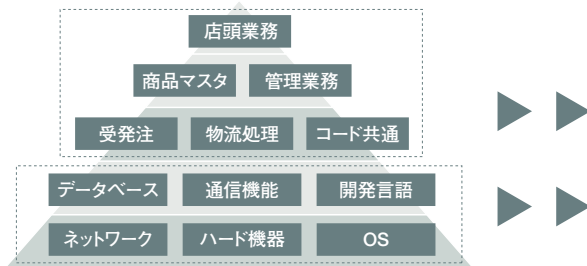 店頭業務
商品マスタ 管理業務
受発注 物流処理 コード共通
データベース 通信機能 開発言語
ネットワーク ハード機器 OS